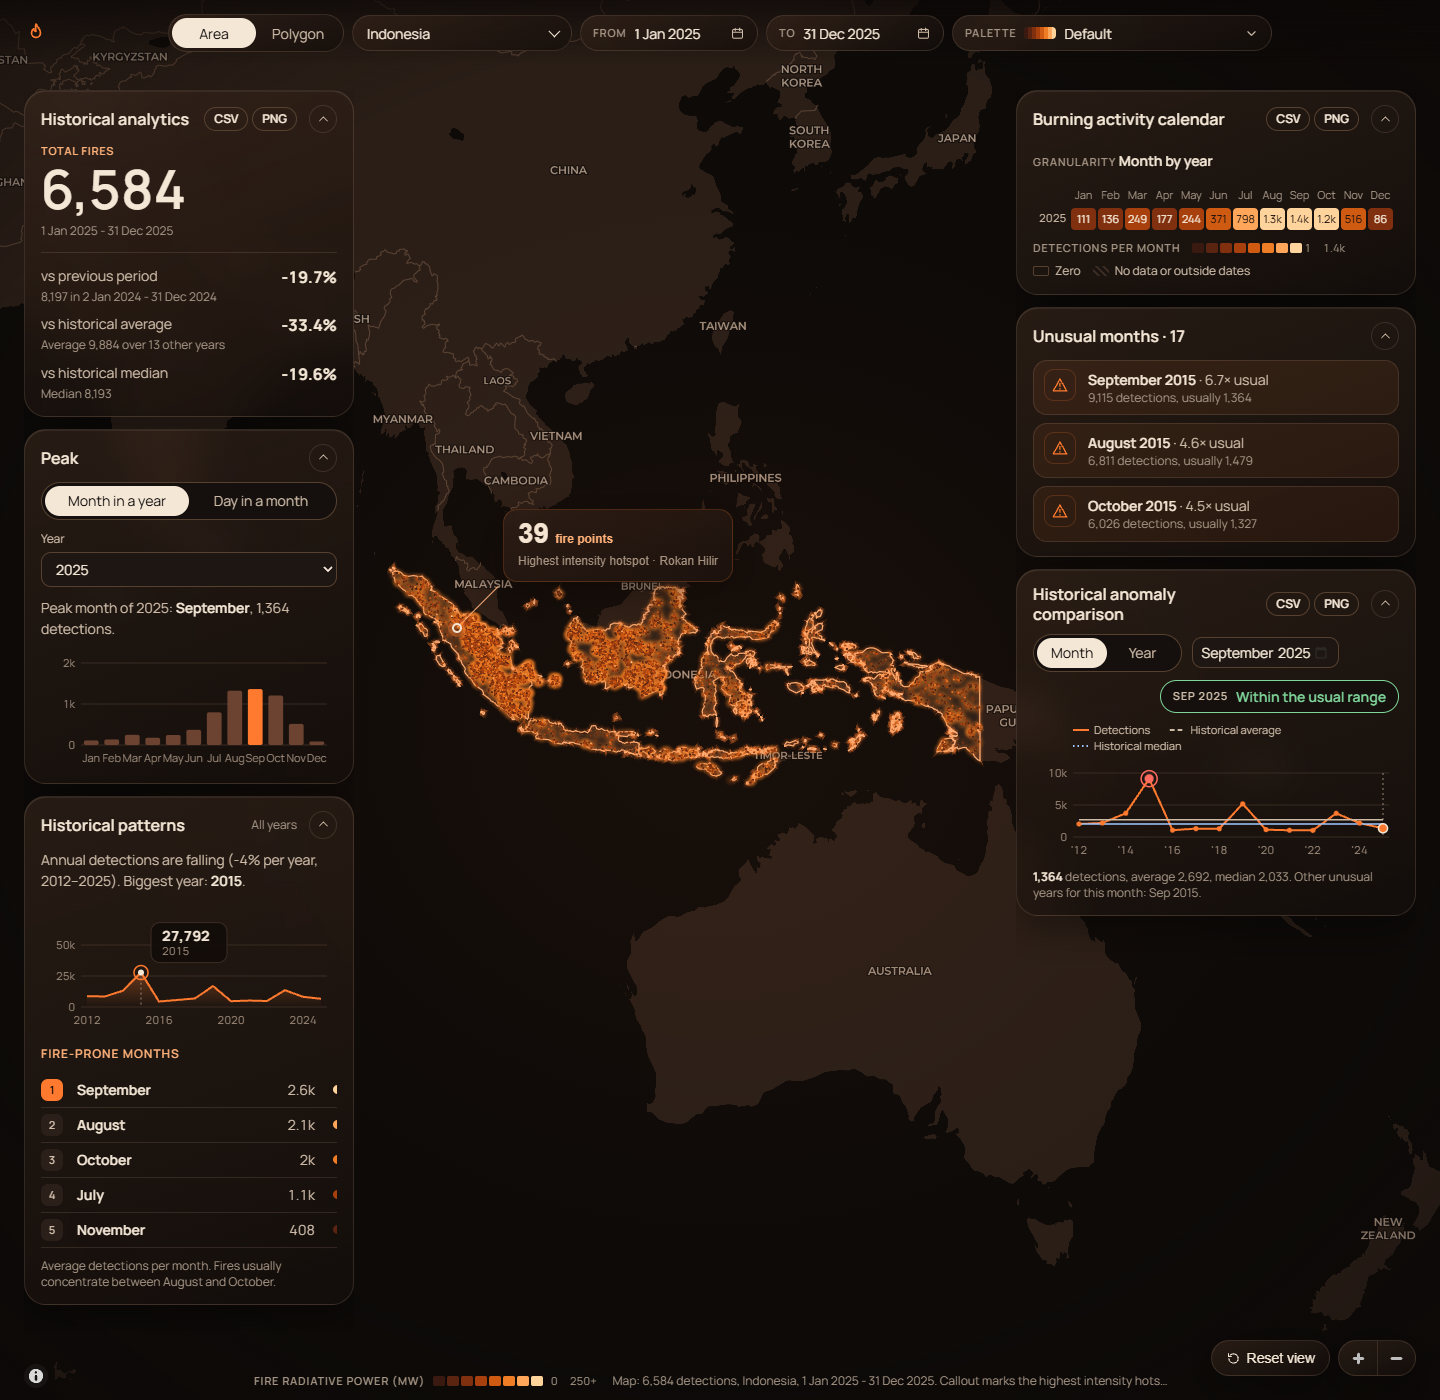 Area
Polygon
Indonesia
FROM 1 Jan 2025
TO 31 Dec 2025
PALETTE Default
Historical analytics
CSV
PNG
TOTAL FIRES
6,584
1 Jan 2025 - 31 Dec 2025
vs previous period -19.7%
8,197 in 2 Jan 2024 - 31 Dec 2024
vs historical average -33.4%
Average 9,884 over 13 other years
vs historical median -19.6%
Median 8,193
Peak
Month in a year
Day in a month
Year
2025
Peak month of 2025: September, 1,364
detections.
2k
1k
0
Jan Feb Mar Apr May Jun Jul Aug Sep Oct Nov Dec
Historical patterns All years
Annual detections are falling (-4% per year,
2012–2025). Biggest year: 2015.
27,792
2015
50k
25k
0
2012 2016 2020 2024
FIRE-PRONE MONTHS
1 September 2.6k
2 August 2.1k
3 October 2k
4 July 1.1k
5 November 408
Average detections per month. Fires usually
concentrate between August and October.
STAN
KYRGYZSTAN
GHAN
SH
CHINA
NORTH
KOREA
SOUTH
KOREA
JAPAN
TAIWAN
LAOS
MYANMAR
THAILAND
VIETNAM
CAMBODIA
PHILIPPINES
39 fire points
Highest intensity hotspot · Rokan Hilir
MALAYSIA
BRUNEI
DONESIA
TIMOR-LESTE
PAPU
GU
AUSTRALIA
NEW
ZEALAND
Burning activity calendar
CSV
PNG
GRANULARITY Month by year
Jan Feb Mar Apr May Jun Jul Aug Sep Oct Nov Dec
2025 111 136 249 177 244 371 798 1.3k 1.4k 1.2k 516 86
DETECTIONS PER MONTH 1 1.4k
Zero No data or outside dates
Unusual months · 17
September 2015 · 6.7× usual
9,115 detections, usually 1,364
August 2015 · 4.6× usual
6,811 detections, usually 1,479
October 2015 · 4.5× usual
6,026 detections, usually 1,327
Historical anomaly
comparison
CSV
PNG
Month
Year
September 2025
SEP 2025 Within the usual range
Detections Historical average
Historical median
10k
5k
0
'12 '14 '16 '18 '20 '22 '24
1,364 detections, average 2,692, median 2,033. Other unusual
years for this month: Sep 2015.
Reset view
+ −
FIRE RADIATIVE POWER (MW) 0 250+
Map: 6,584 detections, Indonesia, 1 Jan 2025 - 31 Dec 2025. Callout marks the highest intensity hots...